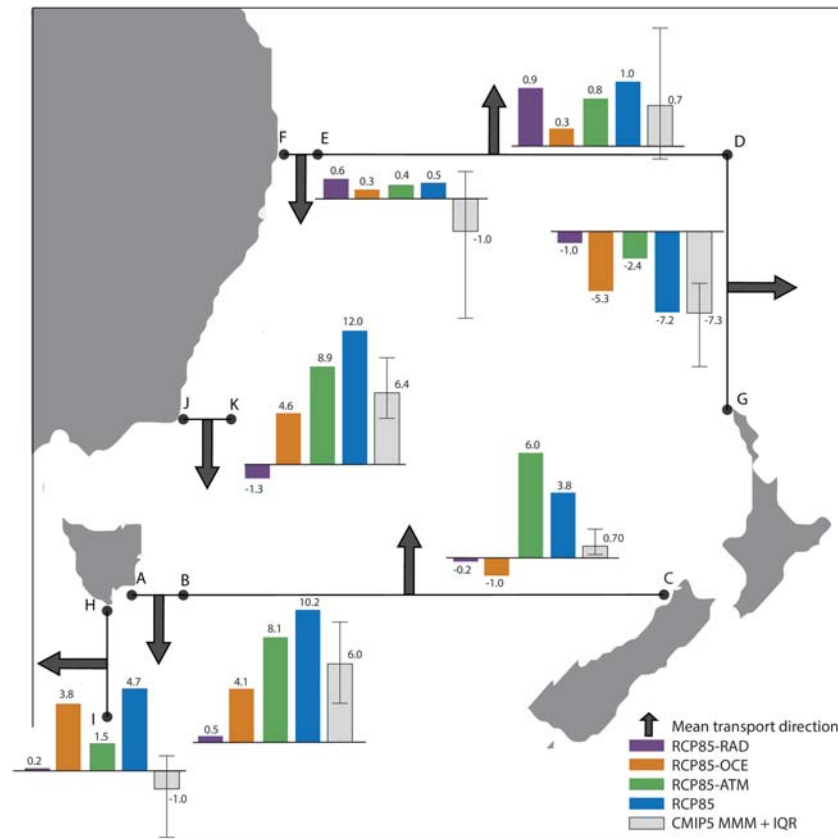 0.9
0.3
0.8
1.0
0.7
F
E
D
0.6
0.3
0.4
0.5
-1.0
-1.0
-5.3
-2.4
-7.2
-7.3
12.0
8.9
6.4
4.6
-1.3
J
K
G
6.0
3.8
0.70
-0.2
-1.0
A
B
C
H
I
10.2
8.1
6.0
4.1
0.5
4.7
3.8
1.5
0.2
-1.0
Mean transport direction
RCP85-RAD
RCP85-OCE
RCP85-ATM
RCP85
CMIP5 MMM + IQR